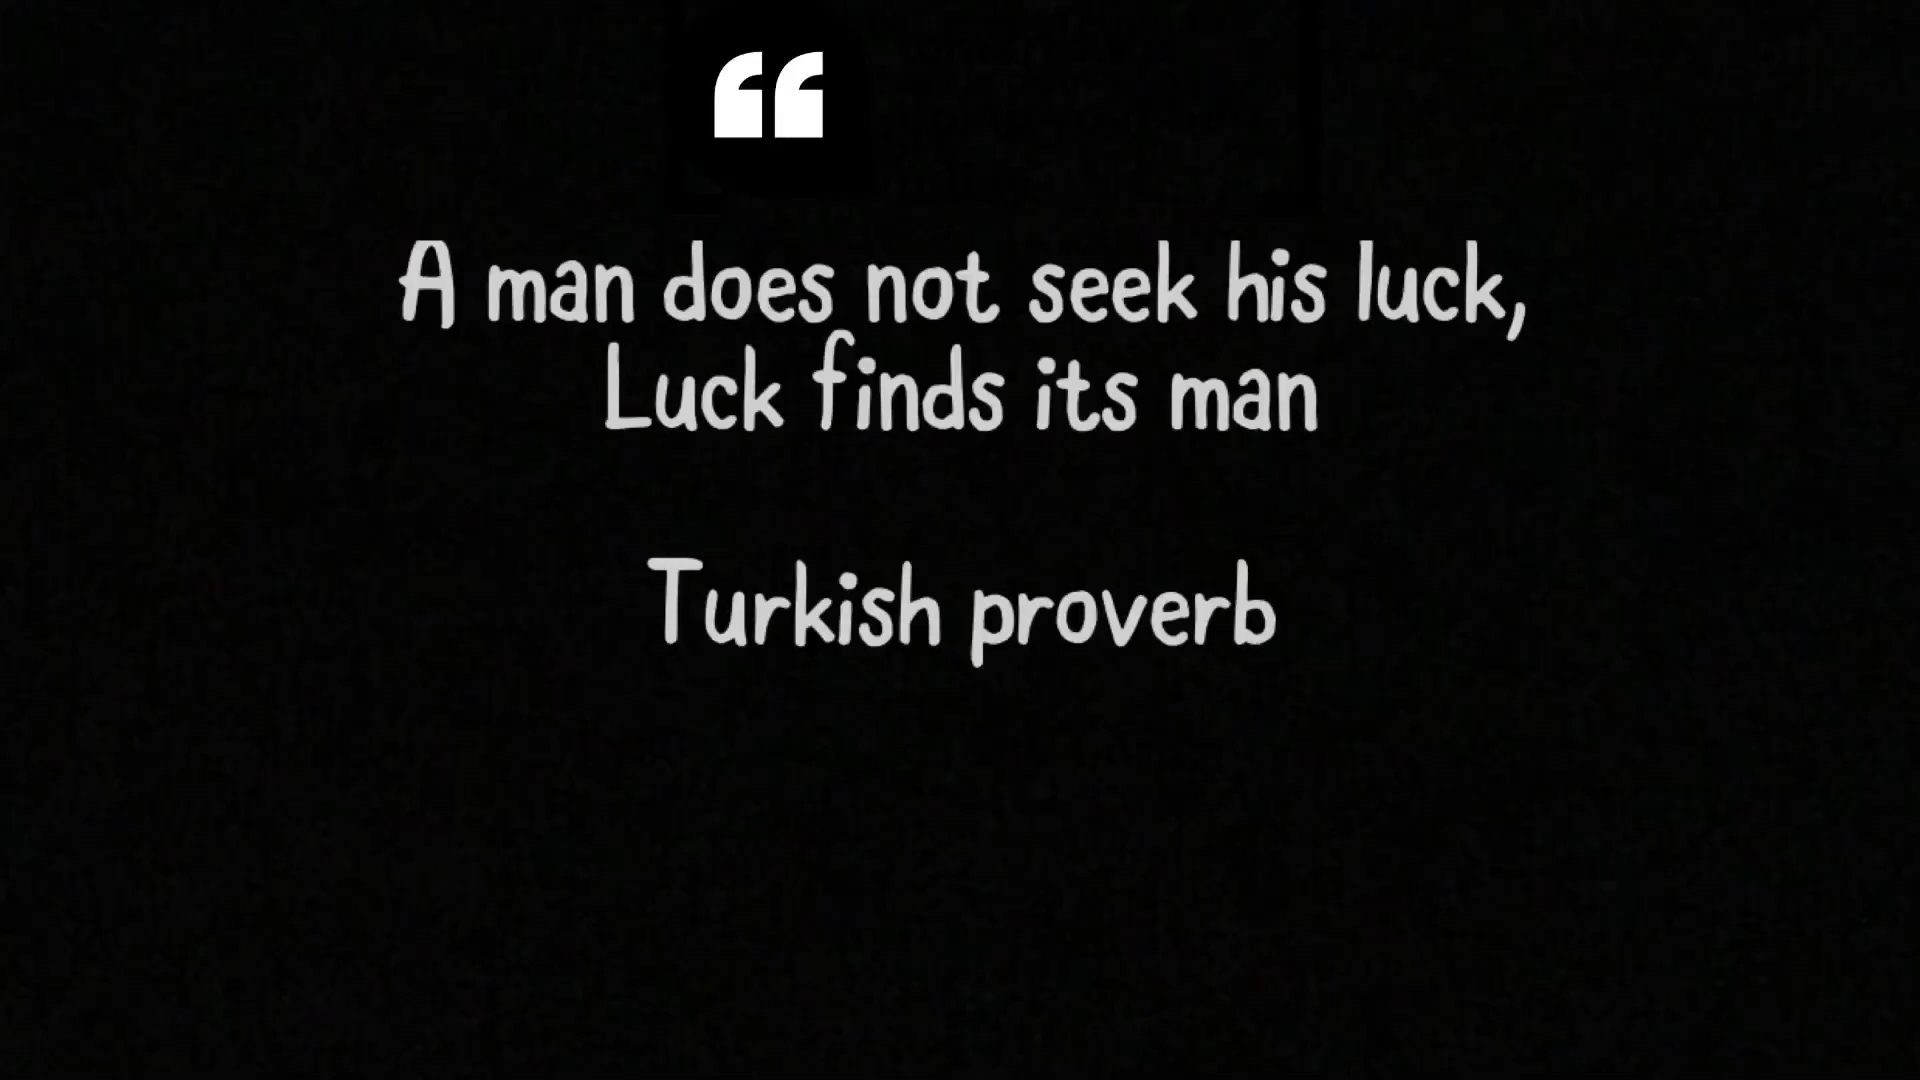 “
A man does not seek his luck,
Luck finds its man
Turkish proverb